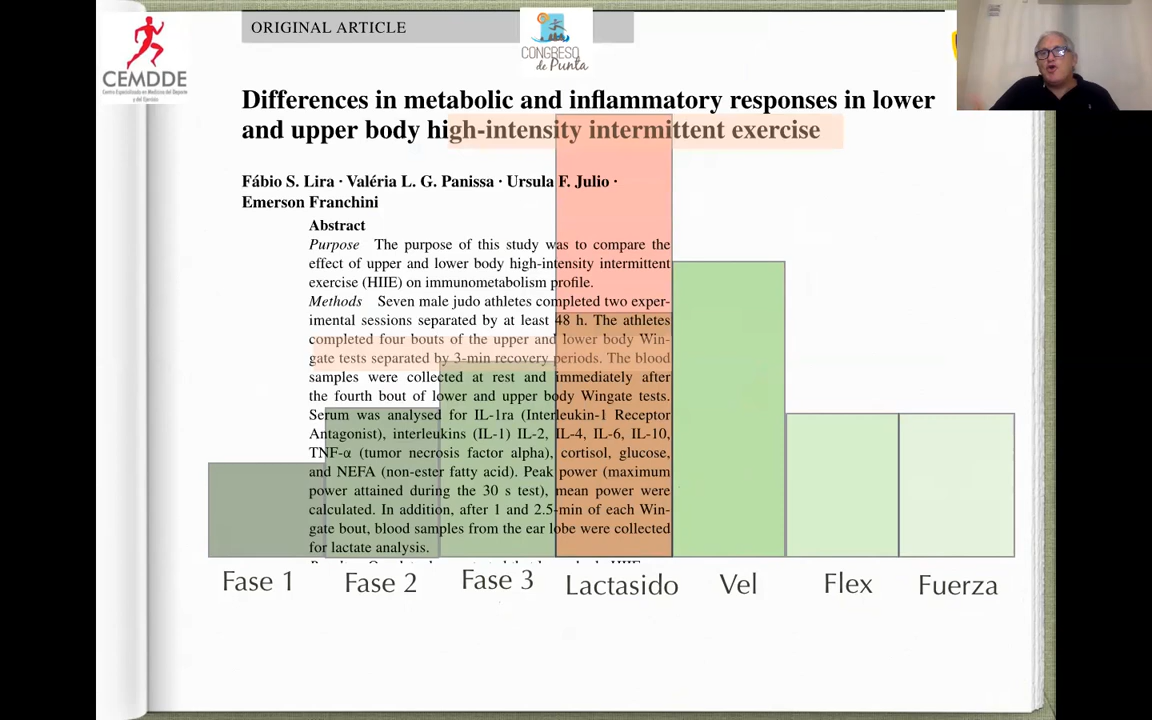 ORIGINAL ARTICLE
CONGRESO
de Punta
CEMDDE
Centro Especializado en Medicina del Deporte
y del Ejercicio
Differences in metabolic and inflammatory responses in lower
and upper body high-intensity intermittent exercise
Fábio S. Lira · Valéria L. G. Panissa · Ursula F. Julio ·
Emerson Franchini
Abstract
Purpose The purpose of this study was to compare the
effect of upper and lower body high-intensity intermittent
exercise (HIIE) on immunometabolism profile.
Methods Seven male judo athletes completed two exper-
imental sessions separated by at least 48 h. The athletes
completed four bouts of the upper and lower body Win-
gate tests separated by 3-min recovery periods. The blood
samples were collected at rest and immediately after
the fourth bout of lower and upper body Wingate tests.
Serum was analysed for IL-1ra (Interleukin-1 Receptor
Antagonist), interleukins (IL-1) IL-2, IL-4, IL-6, IL-10,
TNF-α (tumor necrosis factor alpha), cortisol, glucose,
and NEFA (non-ester fatty acid). Peak power (maximum
power attained during the 30 s test), mean power were
calculated. In addition, after 1 and 2.5-min of each Win-
gate bout, blood samples from the ear lobe were collected
for lactate analysis.
Fase 1 Fase 2 Fase 3 Lactasido Vel Flex Fuerza